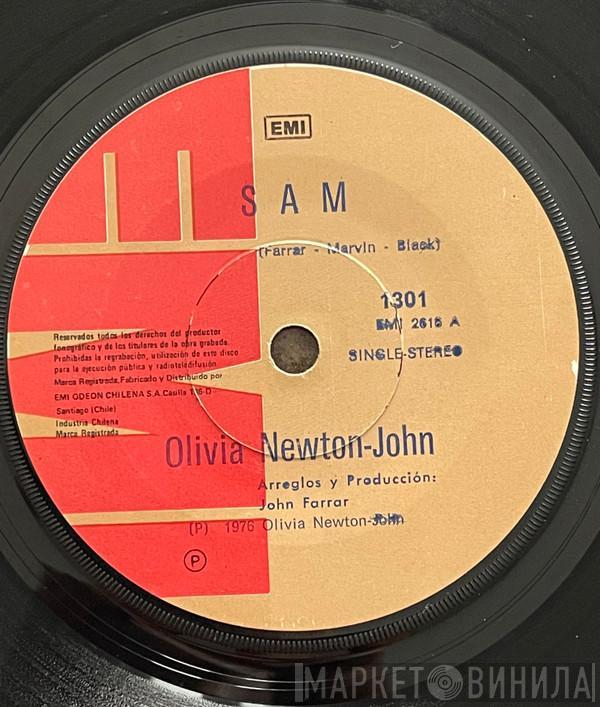 EMI
SAM
(Farrar - Marvin - Black)
1301
EMI 2616 A
SINGLE-STEREO
Reservados todos los derechos del productor
fonográfico y de los titulares de la obra grabada.
Prohibidas la regrabación, utilización de este disco
para la ejecución pública y radioteledifusión
Marca Registrada, Fabricado y Distribuido por
EMI ODEON CHILENA S.A. Casilla
Santiago (Chile)
Industria Chilena
Marca Registrada
Olivia Newton-John
Arreglos y Producción:
John Farrar
(P) 1976 Olivia Newton-John
P
МАРКЕТ ВИНИЛА